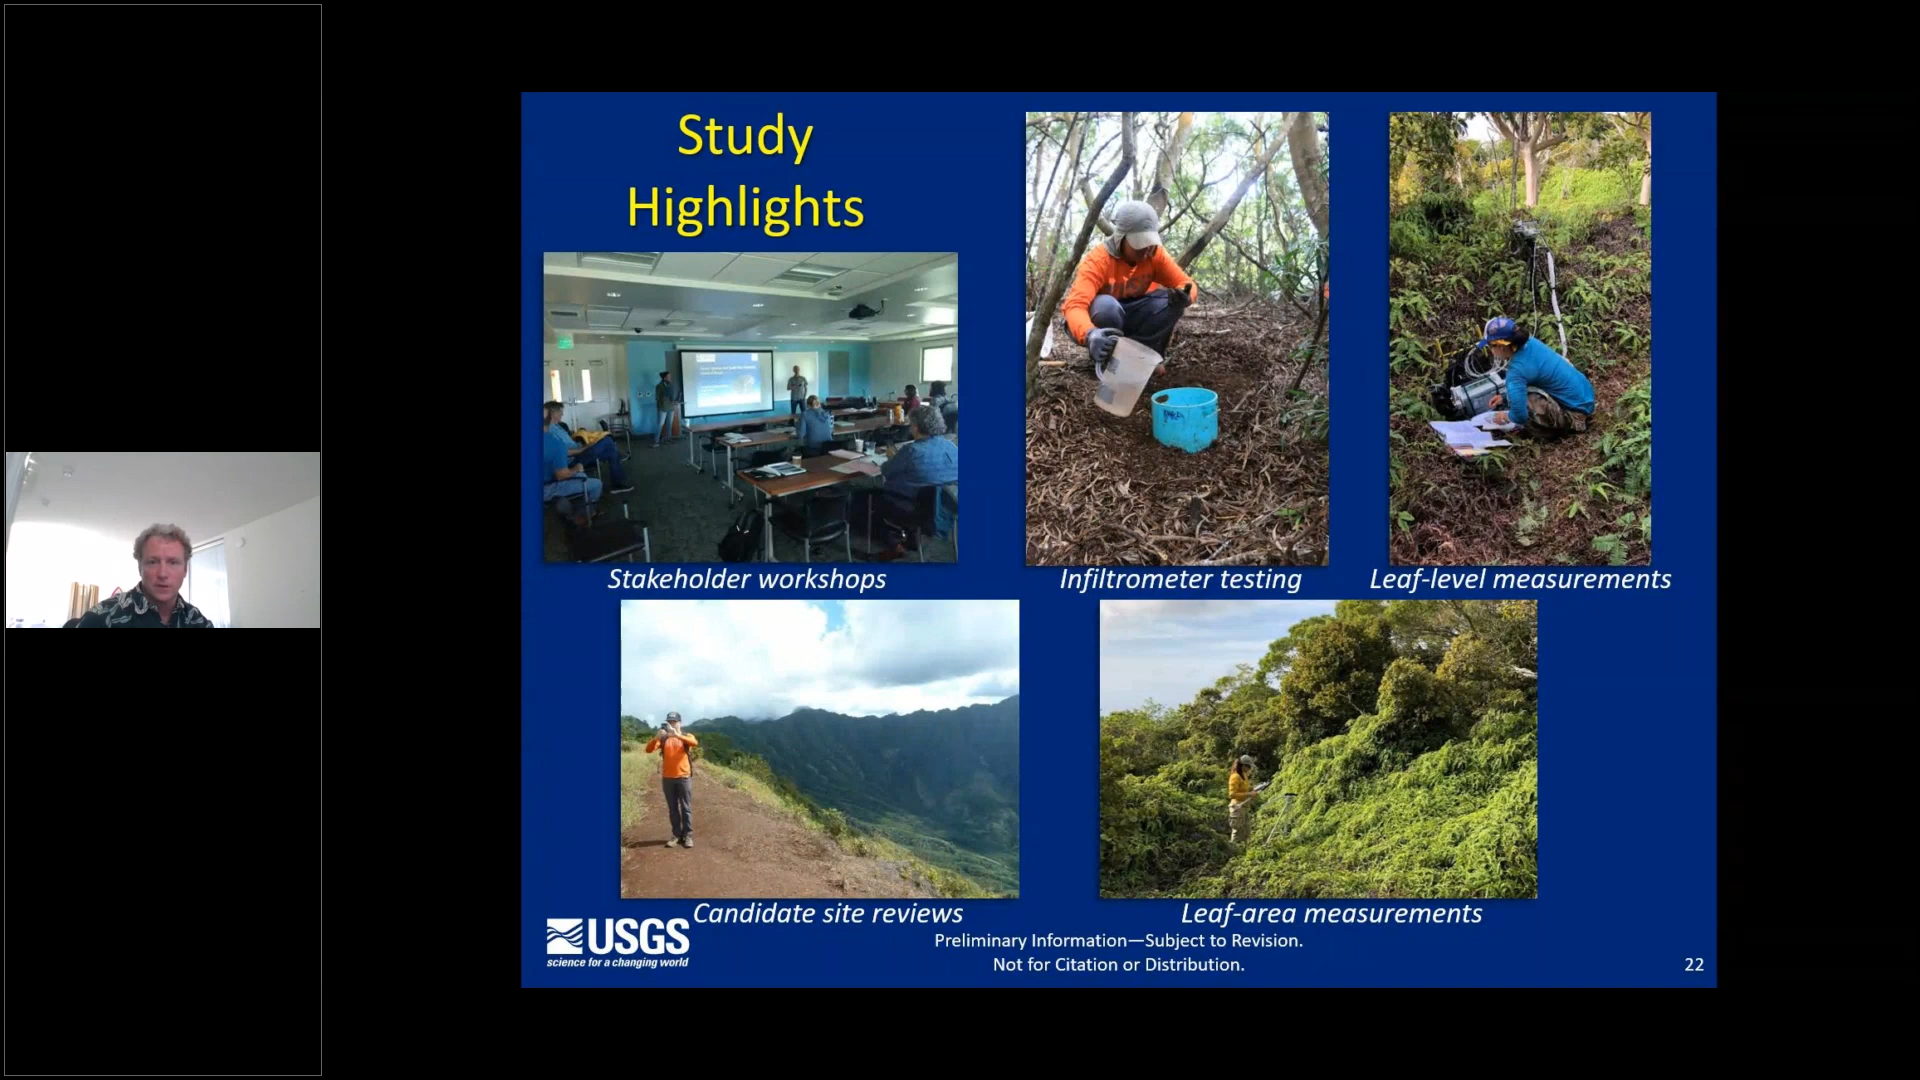 Study
Highlights
Stakeholder workshops
Infiltrometer testing
Leaf-level measurements
Candidate site reviews
Leaf-area measurements
USGS
science for a changing world
Preliminary Information—Subject to Revision.
Not for Citation or Distribution.
22